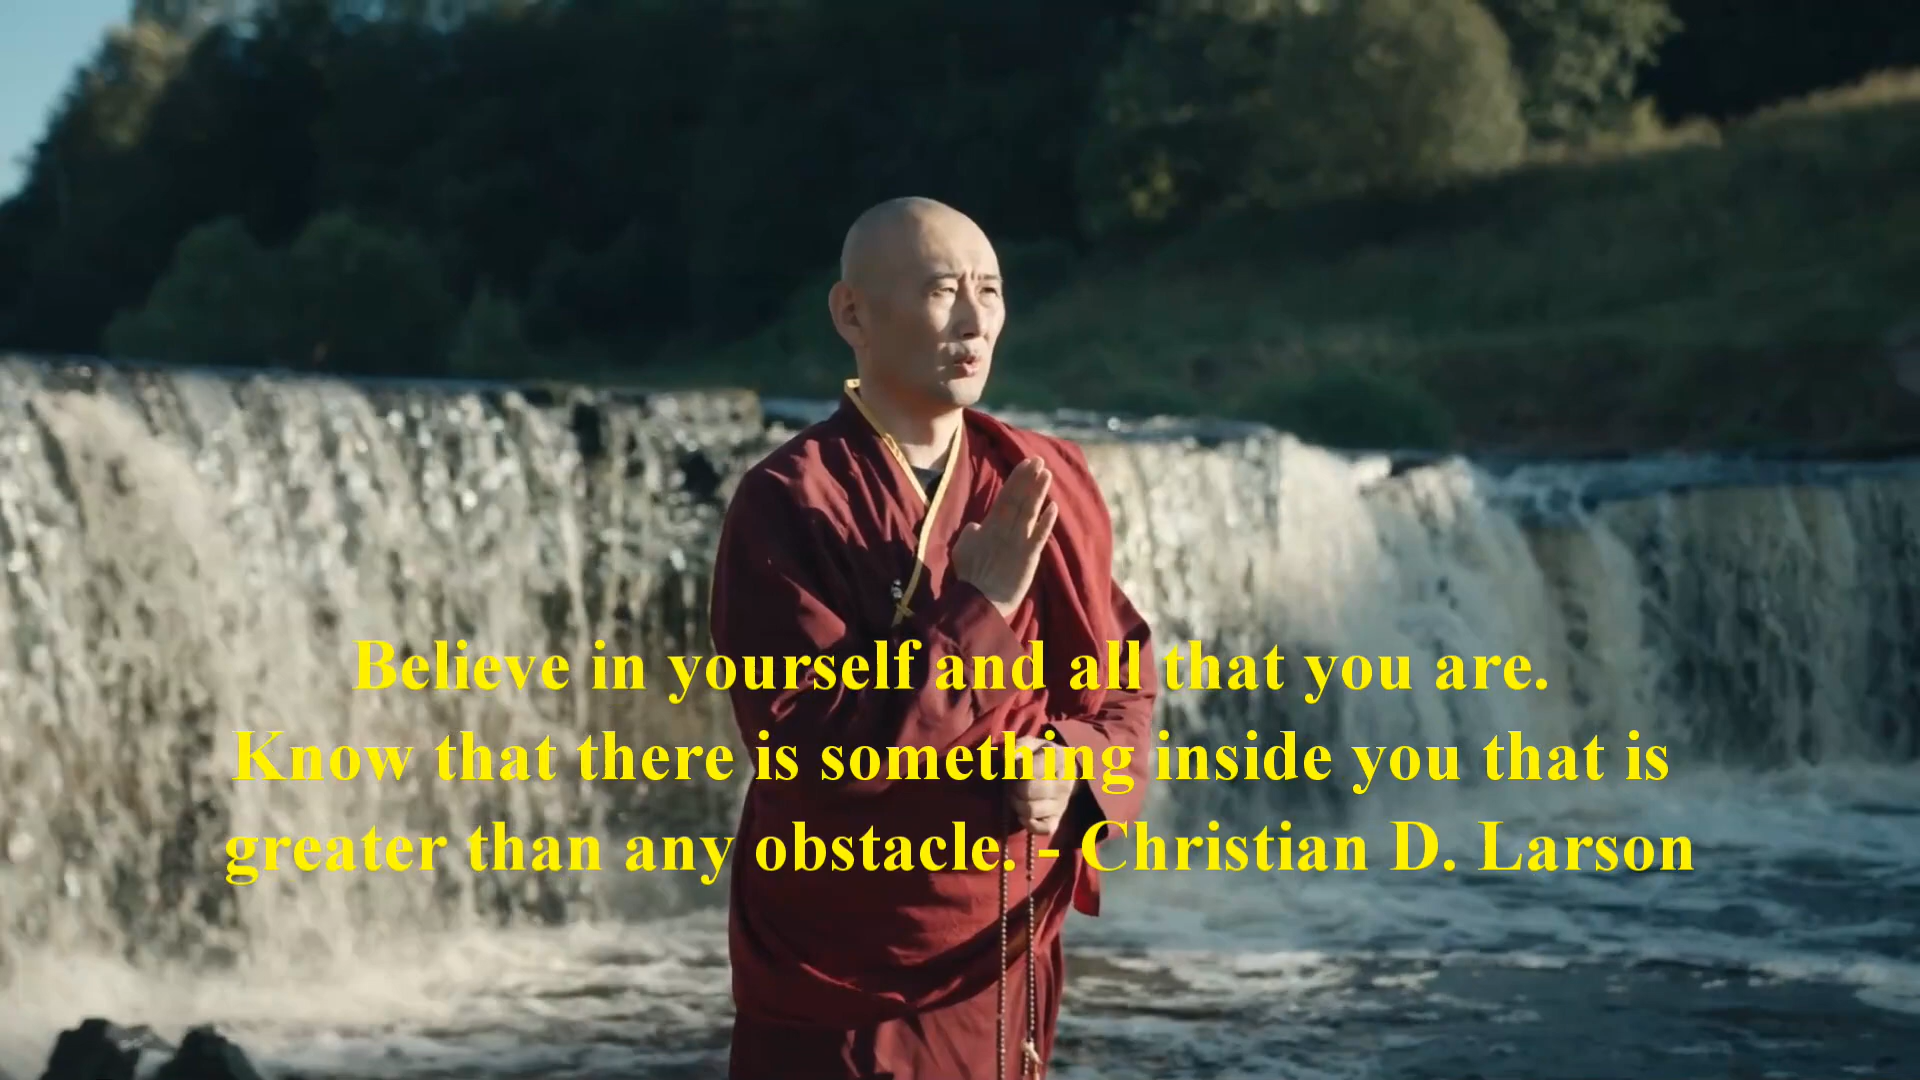 Believe in yourself and all that you are.
Know that there is something inside you that is
greater than any obstacle. - Christian D. Larson